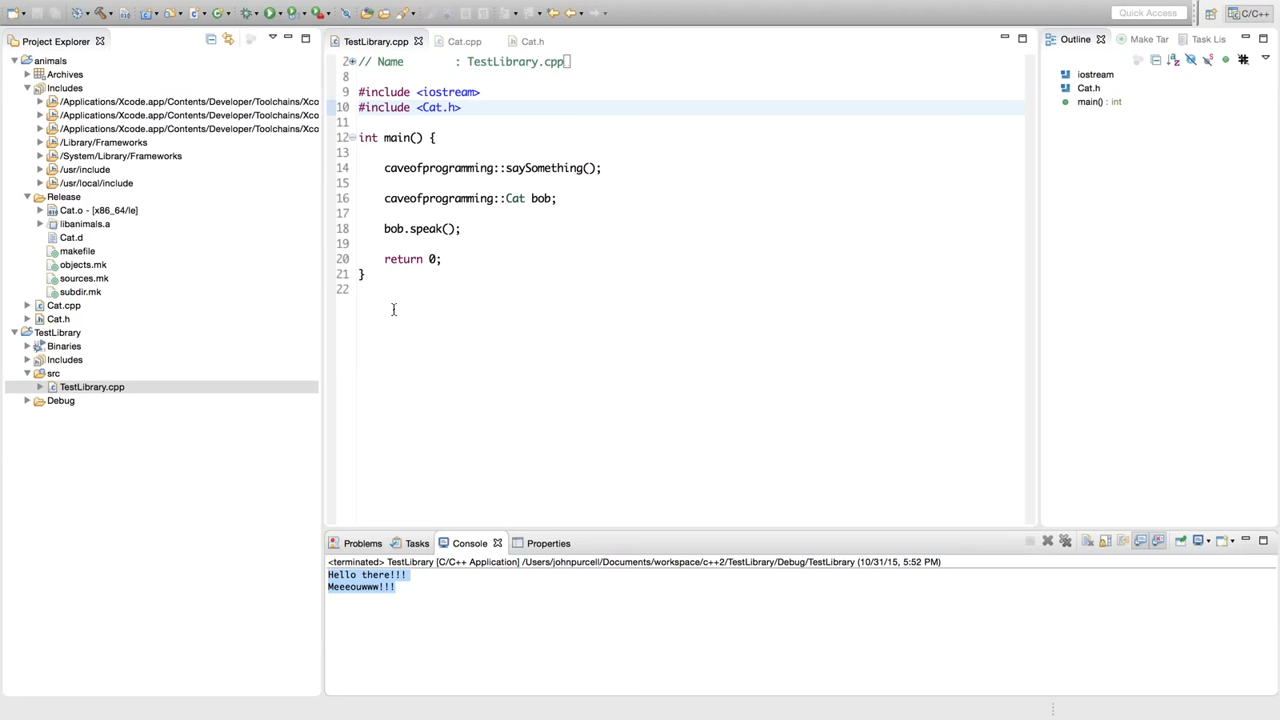 Quick Access
C/C++
Project Explorer
animals
Archives
Includes
/Applications/Xcode.app/Contents/Developer/Toolchains/Xco
/Applications/Xcode.app/Contents/Developer/Toolchains/Xco
/Applications/Xcode.app/Contents/Developer/Toolchains/Xco
/Library/Frameworks
/System/Library/Frameworks
/usr/include
/usr/local/include
Release
Cat.o - [x86_64/le]
libanimals.a
Cat.d
makefile
objects.mk
sources.mk
subdir.mk
Cat.cpp
Cat.h
TestLibrary
Binaries
Includes
src
TestLibrary.cpp
Debug
TestLibrary.cpp Cat.cpp Cat.h
2 // Name : TestLibrary.cpp
8
9 #include <iostream>
10 #include <Cat.h>
11
12 int main() {
13
14 caveofprogramming::saySomething();
15
16 caveofprogramming::Cat bob;
17
18 bob.speak();
19
20 return 0;
21 }
22
Outline Make Tar Task Lis
iostream
Cat.h
main() : int
Problems Tasks Console Properties
<terminated> TestLibrary [C/C++ Application] /Users/johnpurcell/Documents/workspace/c++2/TestLibrary/Debug/TestLibrary (10/31/15, 5:52 PM)
Hello there!!!
Meeeouwww!!!